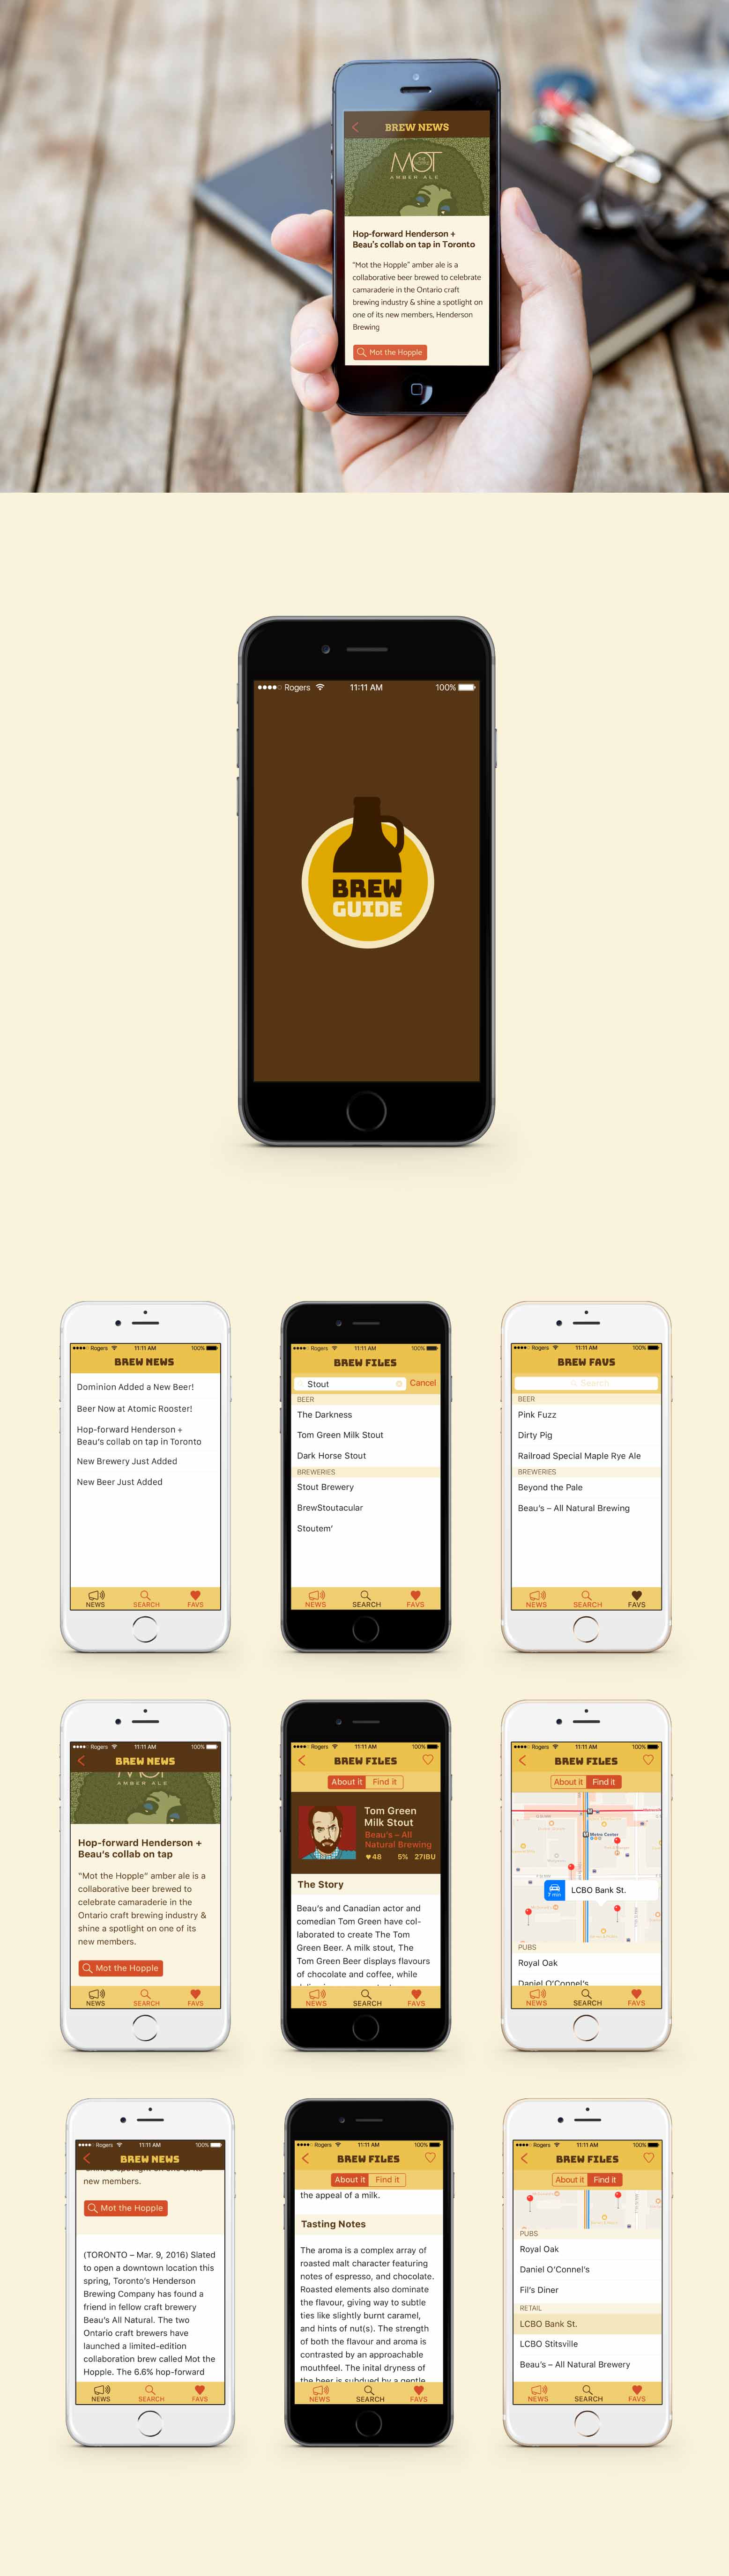 BREW NEWS
MOT
THE HOPPLE
AMBER ALE
Hop-forward Henderson +
Beau's collab on tap in Toronto
"Mot the Hopple" amber ale is a
collaborative beer brewed to celebrate
camaraderie in the Ontario craft
brewing industry & shine a spotlight on
one of its new members, Henderson
Brewing
Mot the Hopple
Rogers 11:11 AM 100%
BREW
GUIDE
Rogers 11:11 AM 100%
BREW NEWS
Dominion Added a New Beer!
Beer Now at Atomic Rooster!
Hop-forward Henderson +
Beau's collab on tap in Toronto
New Brewery Just Added
New Beer Just Added
NEWS SEARCH FAVS
Rogers 11:11 AM 100%
BREW FILES
Stout Cancel
BEER
The Darkness
Tom Green Milk Stout
Dark Horse Stout
BREWERIES
Stout Brewery
BrewStoutacular
Stoutem'
NEWS SEARCH FAVS
Rogers 11:11 AM 100%
BREW FAVS
Search
BEER
Pink Fuzz
Dirty Pig
Railroad Special Maple Rye Ale
BREWERIES
Beyond the Pale
Beau's – All Natural Brewing
NEWS SEARCH FAVS
Rogers 11:11 AM 100%
BREW NEWS
MOT
AMBER ALE
Hop-forward Henderson +
Beau's collab on tap
"Mot the Hopple" amber ale is a
collaborative beer brewed to
celebrate camaraderie in the
Ontario craft brewing industry &
shine a spotlight on one of its
new members.
Mot the Hopple
NEWS SEARCH FAVS
Rogers 11:11 AM 100%
BREW FILES
About it Find it
Tom Green
Milk Stout
Beau's – All
Natural Brewing
48 5% 27IBU
The Story
Beau's and Canadian actor and
comedian Tom Green have col-
laborated to create The Tom
Green Beer. A milk stout, The
Tom Green Beer displays flavours
of chocolate and coffee, while
NEWS SEARCH FAVS
Rogers 11:11 AM 100%
BREW FILES
About it Find it
Metro Center
7 min LCBO Bank St.
PUBS
Royal Oak
Daniel O'Connel's
NEWS SEARCH FAVS
Rogers 11:11 AM 100%
BREW NEWS
new members.
Mot the Hopple
(TORONTO – Mar. 9, 2016) Slated
to open a downtown location this
spring, Toronto's Henderson
Brewing Company has found a
friend in fellow craft brewery
Beau's All Natural. The two
Ontario craft brewers have
launched a limited-edition
collaboration brew called Mot the
Hopple. The 6.6% hop-forward
NEWS SEARCH FAVS
Rogers 11:11 AM 100%
BREW FILES
About it Find it
the appeal of a milk.
Tasting Notes
The aroma is a complex array of
roasted malt character featuring
notes of espresso, and chocolate.
Roasted elements also dominate
the flavour, giving way to subtle
ties like slightly burnt caramel,
and hints of nut(s). The strength
of both the flavour and aroma is
contrasted by an approachable
mouthfeel. The inital dryness of
the beer is subdued by a gentle
NEWS SEARCH FAVS
Rogers 11:11 AM 100%
BREW FILES
About it Find it
PUBS
Royal Oak
Daniel O'Connel's
Fil's Diner
RETAIL
LCBO Bank St.
LCBO Stitsville
Beau's – All Natural Brewery
NEWS SEARCH FAVS